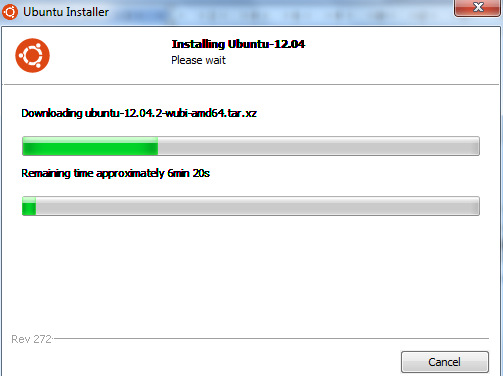 Ubuntu Installer
Installing Ubuntu-12.04
Please wait
Downloading ubuntu-12.04.2-wubi-amd64.tar.xz
Remaining time approximately 6min 20s
Rev 272
Cancel